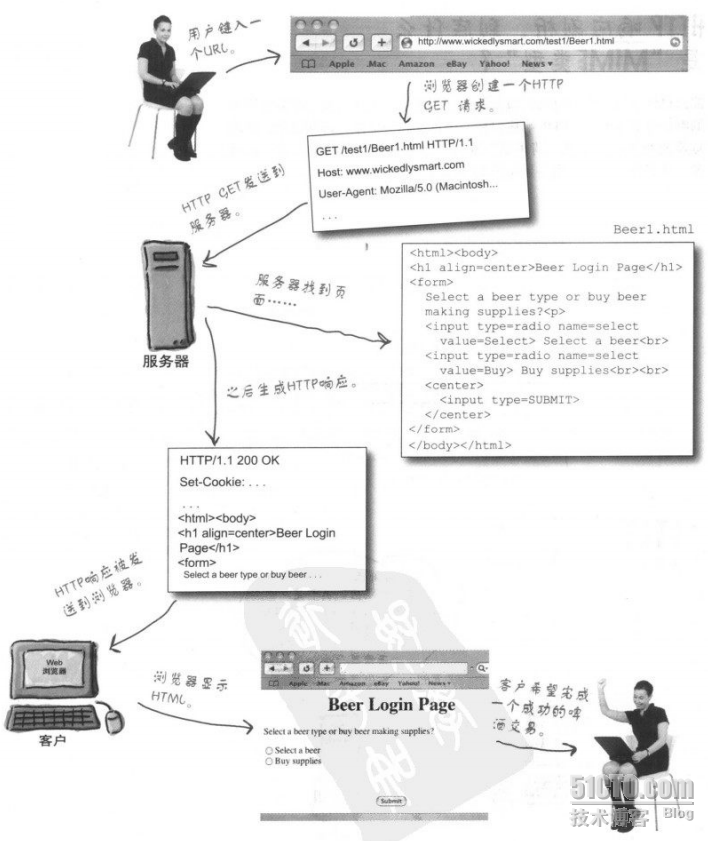 用户键入一
个URL。
http://www.wickedlysmart.com/test1/Beer1.html
Apple .Mac Amazon eBay Yahoo! News ▾
浏览器创建一个HTTP
GET 请求。
GET /test1/Beer1.html HTTP/1.1
Host: www.wickedlysmart.com
User-Agent: Mozilla/5.0 (Macintosh...
. . .
HTTP GET发送到
服务器。
Beer1.html
<html><body>
<h1 align=center>Beer Login Page</h1>
<form>
Select a beer type or buy beer
making supplies?<p>
<input type=radio name=select
value=Select> Select a beer<br>
<input type=radio name=select
value=Buy> Buy supplies<br><br>
<center>
<input type=SUBMIT>
</center>
</form>
</body></html>
服务器找到页
面……
服务器
之后生成HTTP响应。
HTTP/1.1 200 OK
Set-Cookie: . . .
. . .
<html><body>
<h1 align=center>Beer Login
Page</h1>
<form>
Select a beer type or buy beer . . .
HTTP响应被发
送到浏览器。
Web
浏览器
客户
浏览器显示
HTML。
Apple .Mac Amazon eBay Yahoo! News ▾
Beer Login Page
Select a beer type or buy beer making supplies?
Select a beer
Buy supplies
Submit
客户希望完成
一个成功的啤
酒交易。
51CTO.com
技术博客 Blog